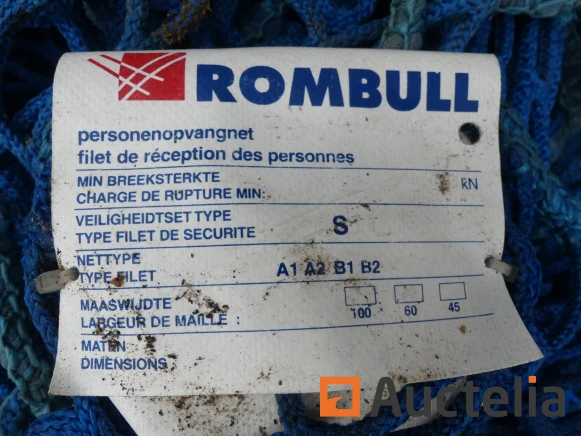 ROMBULL
personenopvangnet
filet de réception des personnes
MIN BREEKSTERKTE
CHARGE DE RUPTURE MIN: kN
VEILIGHEIDTSET TYPE
TYPE FILET DE SECURITE S
NETTYPE
TYPE FILET A1 A2 B1 B2
MAASWIJDTE
LARGEUR DE MAILLE : 100 60 45
MATEN
DIMENSIONS :
Auctelia